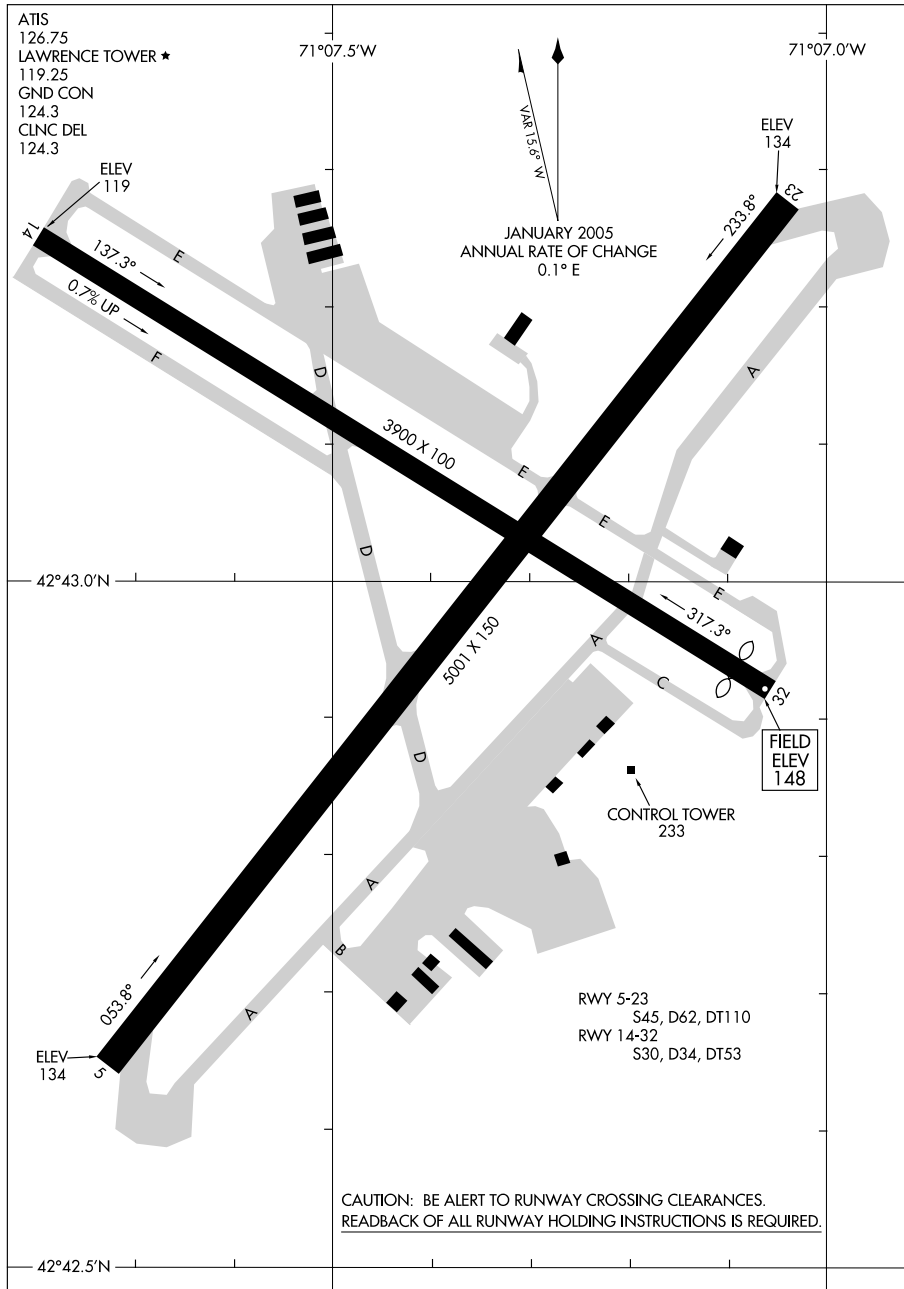 ATIS
126.75
LAWRENCE TOWER ★
119.25
GND CON
124.3
CLNC DEL
124.3
71°07.5'W
71°07.0'W
VAR 15.6° W
JANUARY 2005
ANNUAL RATE OF CHANGE
0.1° E
ELEV
134
23
233.8°
ELEV
119
14
137.3°
0.7% UP
E
F
D
A
3900 X 100
E
E
D
E
42°43.0'N
317.3°
A
C
32
5001 X 150
FIELD
ELEV
148
D
CONTROL TOWER
233
A
B
053.8°
A
ELEV
134
5
RWY 5-23
S45, D62, DT110
RWY 14-32
S30, D34, DT53
CAUTION: BE ALERT TO RUNWAY CROSSING CLEARANCES.
READBACK OF ALL RUNWAY HOLDING INSTRUCTIONS IS REQUIRED.
42°42.5'N